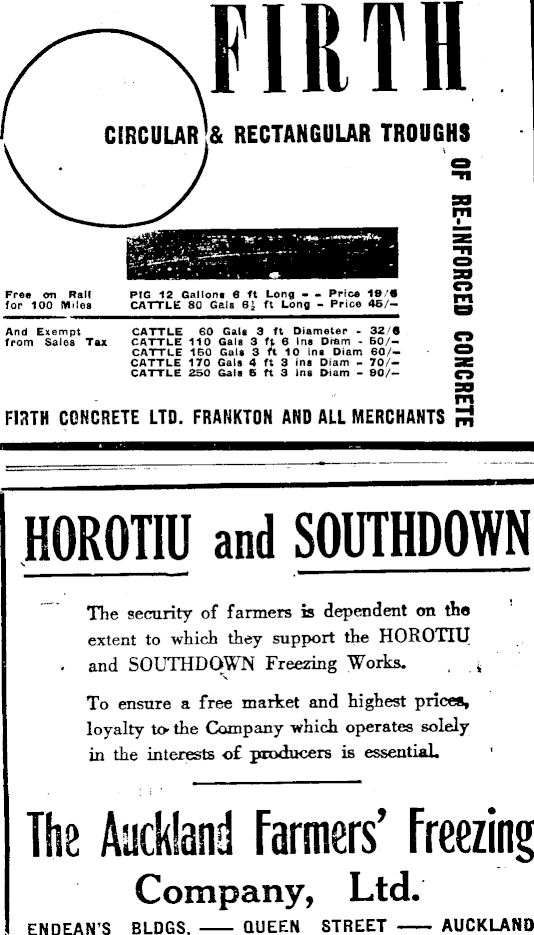 FIRTH
CIRCULAR & RECTANGULAR TROUGHS
OF RE-INFORCED CONCRETE
Free on Rail
for 100 Miles
PIG 12 Gallons 6 ft Long - - Price 19/6
CATTLE 80 Gals 6½ ft Long - Price 45/-
And Exempt
from Sales Tax
CATTLE 60 Gals 3 ft Diameter - 32/6
CATTLE 110 Gals 3 ft 6 Ins Diam - 50/-
CATTLE 150 Gals 3 ft 10 ins Diam 60/-
CATTLE 170 Gals 4 ft 3 ins Diam - 70/-
CATTLE 250 Gals 5 ft 3 Ins Diam - 90/-
FIRTH CONCRETE LTD. FRANKTON AND ALL MERCHANTS
HOROTIU and SOUTHDOWN
The security of farmers is dependent on the
extent to which they support the HOROTIU
and SOUTHDOWN Freezing Works.
To ensure a free market and highest prices,
loyalty to the Company which operates solely
in the interests of producers is essential.
The Auckland Farmers' Freezing
Company, Ltd.
ENDEAN'S BLDGS, — QUEEN STREET — AUCKLAND